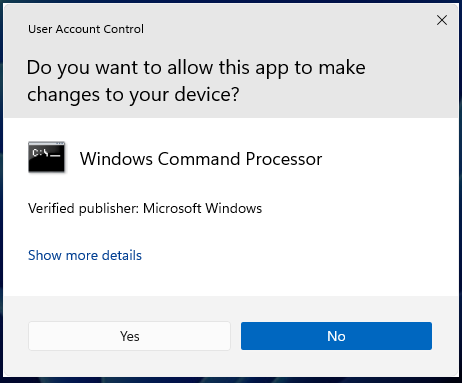 User Account Control
Do you want to allow this app to make
changes to your device?
C:\_
Windows Command Processor
Verified publisher: Microsoft Windows
Show more details
Yes
No